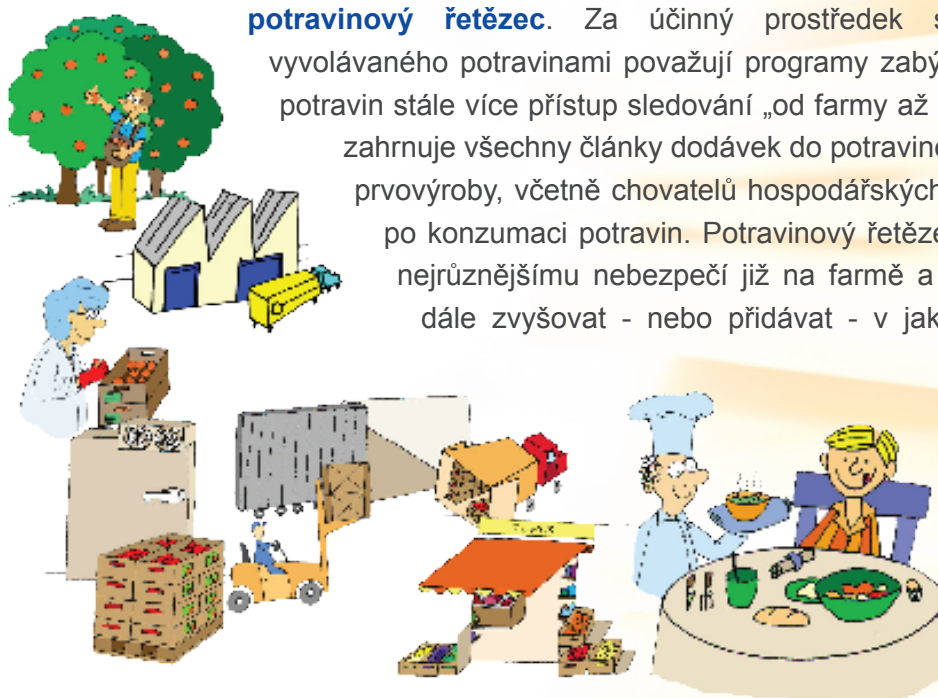 potravinový řetězec. Za účinný prostředek s
vyvolávaného potravinami považují programy zabý
potravin stále více přístup sledování „od farmy až
zahrnuje všechny články dodávek do potravino
prvovýroby, včetně chovatelů hospodářských
po konzumaci potravin. Potravinový řetěze
nejrůznějšímu nebezpečí již na farmě a
dále zvyšovat - nebo přidávat - v jak